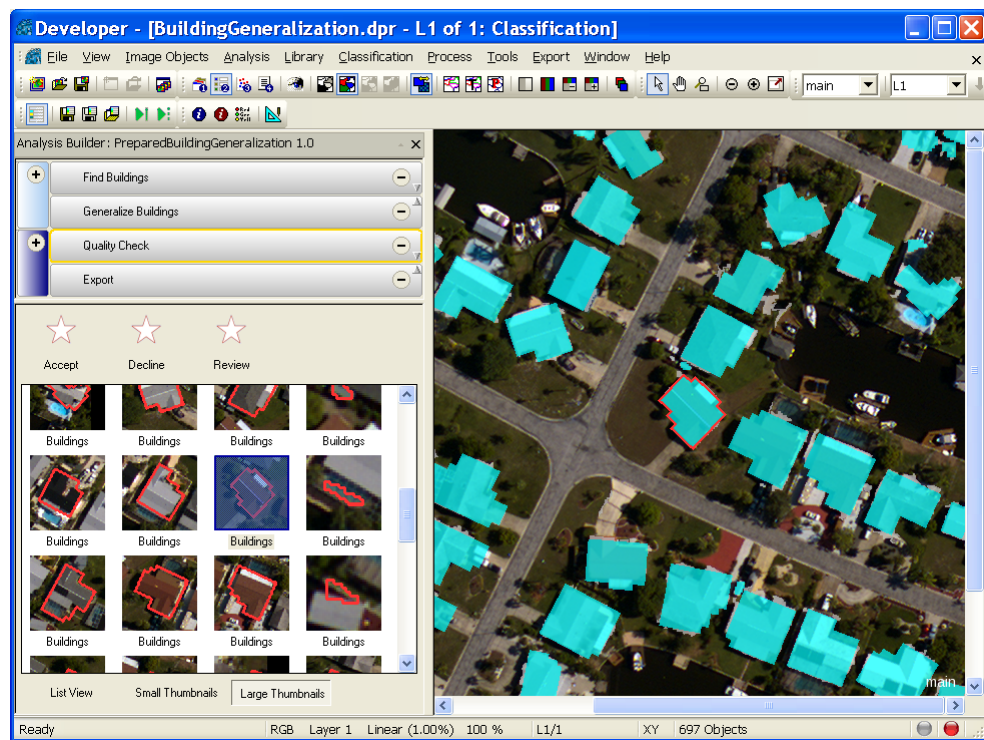 Developer - [BuildingGeneralization.dpr - L1 of 1: Classification]
File View Image Objects Analysis Library Classification Process Tools Export Window Help
main L1
Analysis Builder: PreparedBuildingGeneralization 1.0
Find Buildings
Generalize Buildings
Quality Check
Export
Accept Decline Review
Buildings Buildings Buildings Buildings
Buildings Buildings Buildings Buildings
Buildings Buildings Buildings Buildings
List View Small Thumbnails Large Thumbnails
main
Ready RGB Layer 1 Linear (1.00%) 100 % L1/1 XY 697 Objects